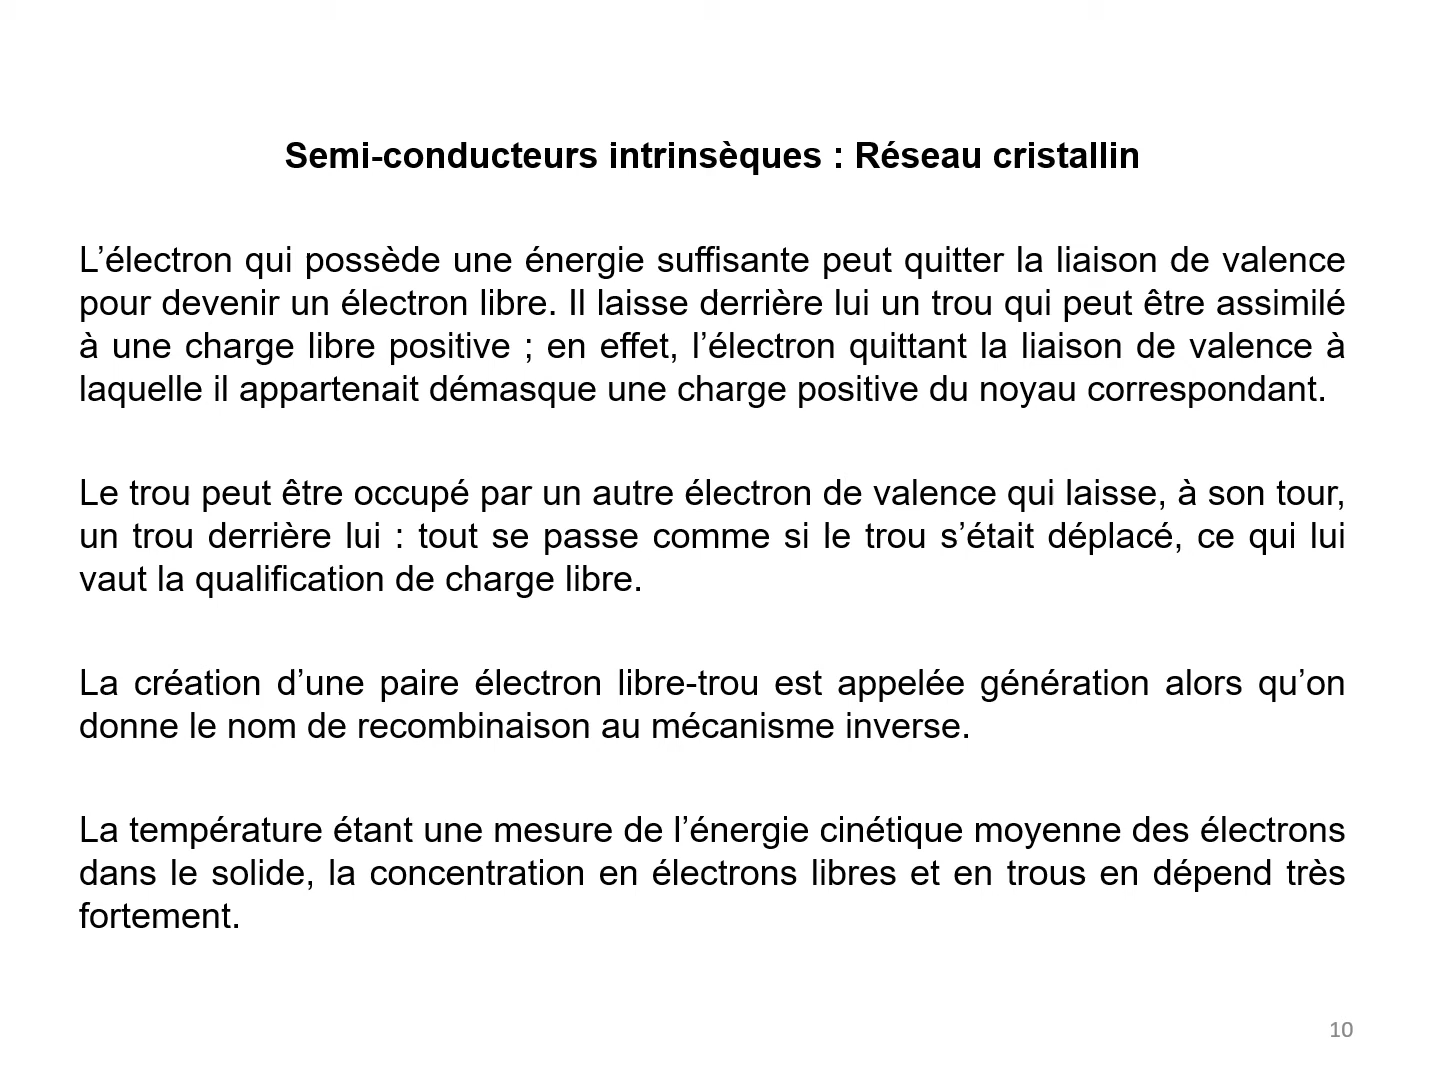 Semi-conducteurs intrinsèques : Réseau cristallin
L’électron qui possède une énergie suffisante peut quitter la liaison de valence
pour devenir un électron libre. Il laisse derrière lui un trou qui peut être assimilé
à une charge libre positive ; en effet, l’électron quittant la liaison de valence à
laquelle il appartenait démasque une charge positive du noyau correspondant.
Le trou peut être occupé par un autre électron de valence qui laisse, à son tour,
un trou derrière lui : tout se passe comme si le trou s’était déplacé, ce qui lui
vaut la qualification de charge libre.
La création d’une paire électron libre-trou est appelée génération alors qu’on
donne le nom de recombinaison au mécanisme inverse.
La température étant une mesure de l’énergie cinétique moyenne des électrons
dans le solide, la concentration en électrons libres et en trous en dépend très
fortement.
10